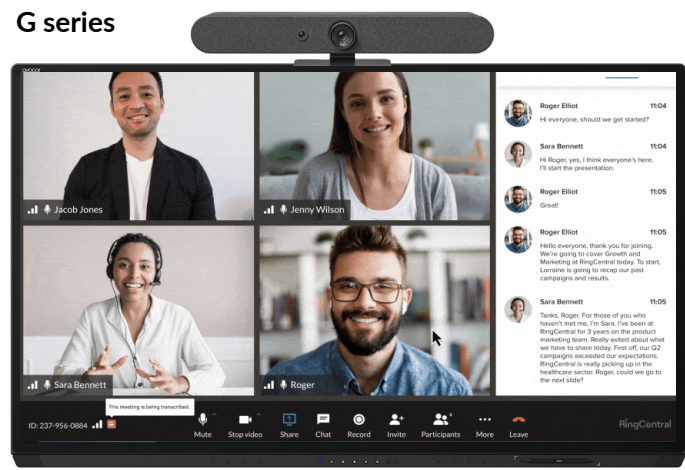 G series
avocor
Jacob Jones
Jenny Wilson
Sara Bennett
Roger
Roger Elliot 11:04
Hi everyone, should we get started?
Sara Bennett 11:04
Hi Roger, yes, I think everyone's here.
I'll start the presentation.
Roger Elliot 11:05
Great!
Roger Elliot 11:05
Hello everyone, thank you for joining.
We're going to cover Growth and
Marketing at RingCentral today. To start,
Lorraine is going to recap our past
campaigns and results.
Sara Bennett 11:05
Tanks, Roger. For those of you who
haven't met me, I'm Sara. I've been at
RingCentral for 3 years on the product
marketing team. Really exited about what
we have to share today. First off, our Q2
campaigns exceeded our expectations.
RingCentral is really picking up in the
healthcare sector. Roger, could we go to
the next slide?
This meeting is being transcribed.
ID: 237-956-0884
Mute
Stop video
Share
Chat
Record
Invite
4
Participants
More
Leave
RingCentral